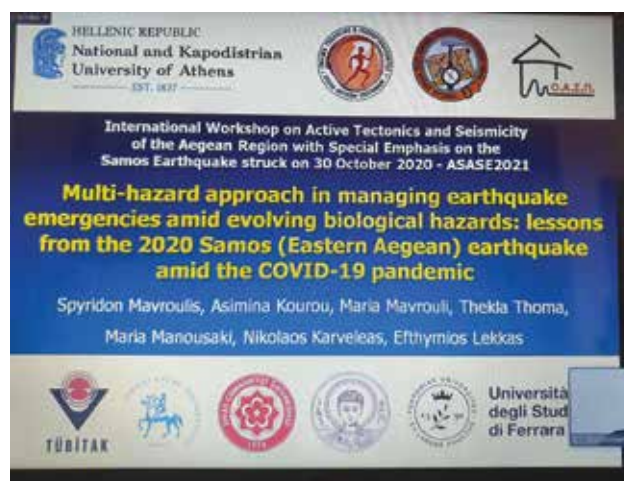 HELLENIC REPUBLIC
National and Kapodistrian
University of Athens
EST. 1837
Ο.Α.Σ.Π.
International Workshop on Active Tectonics and Seismicity
of the Aegean Region with Special Emphasis on the
Samos Earthquake struck on 30 October 2020 - ASASE2021
Multi-hazard approach in managing earthquake
emergencies amid evolving biological hazards: lessons
from the 2020 Samos (Eastern Aegean) earthquake
amid the COVID-19 pandemic
Spyridon Mavroulis, Asimina Kourou, Maria Mavrouli, Thekla Thoma,
Maria Manousaki, Nikolaos Karveleas, Efthymios Lekkas
TÜBİTAK
Università
degli Stud
di Ferrara